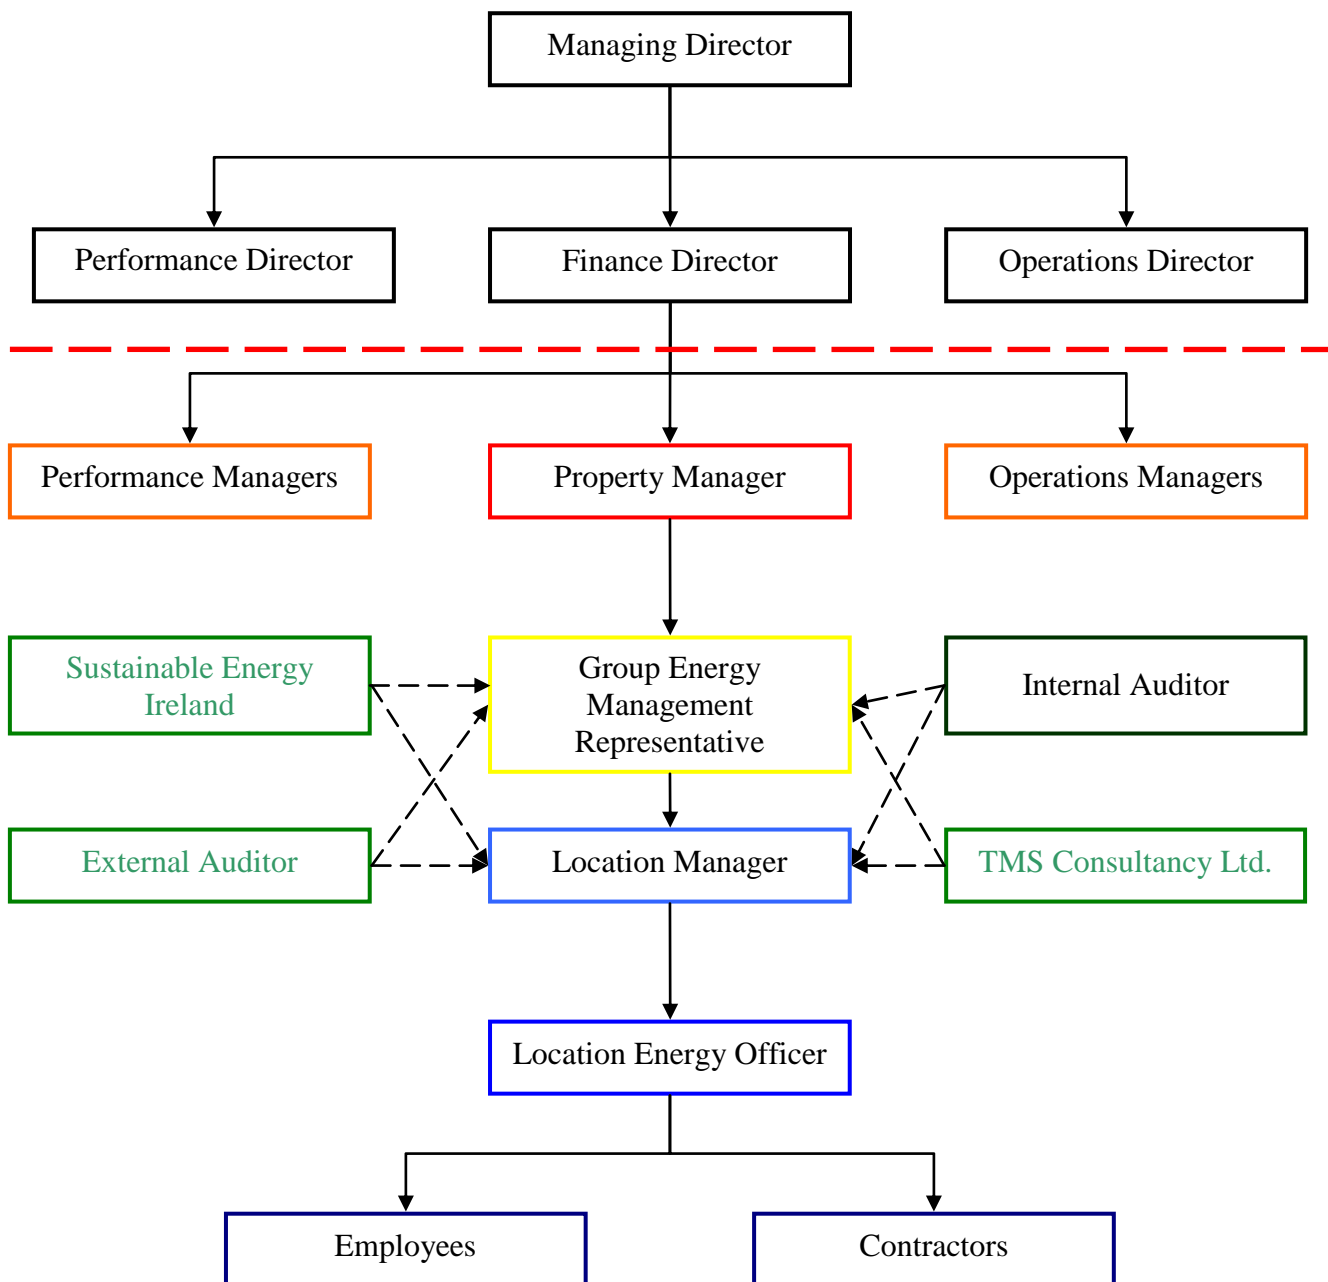 Managing Director
Performance Director
Finance Director
Operations Director
Performance Managers
Property Manager
Operations Managers
Sustainable Energy
Ireland
Group Energy
Management
Representative
Internal Auditor
External Auditor
Location Manager
TMS Consultancy Ltd.
Location Energy Officer
Employees
Contractors